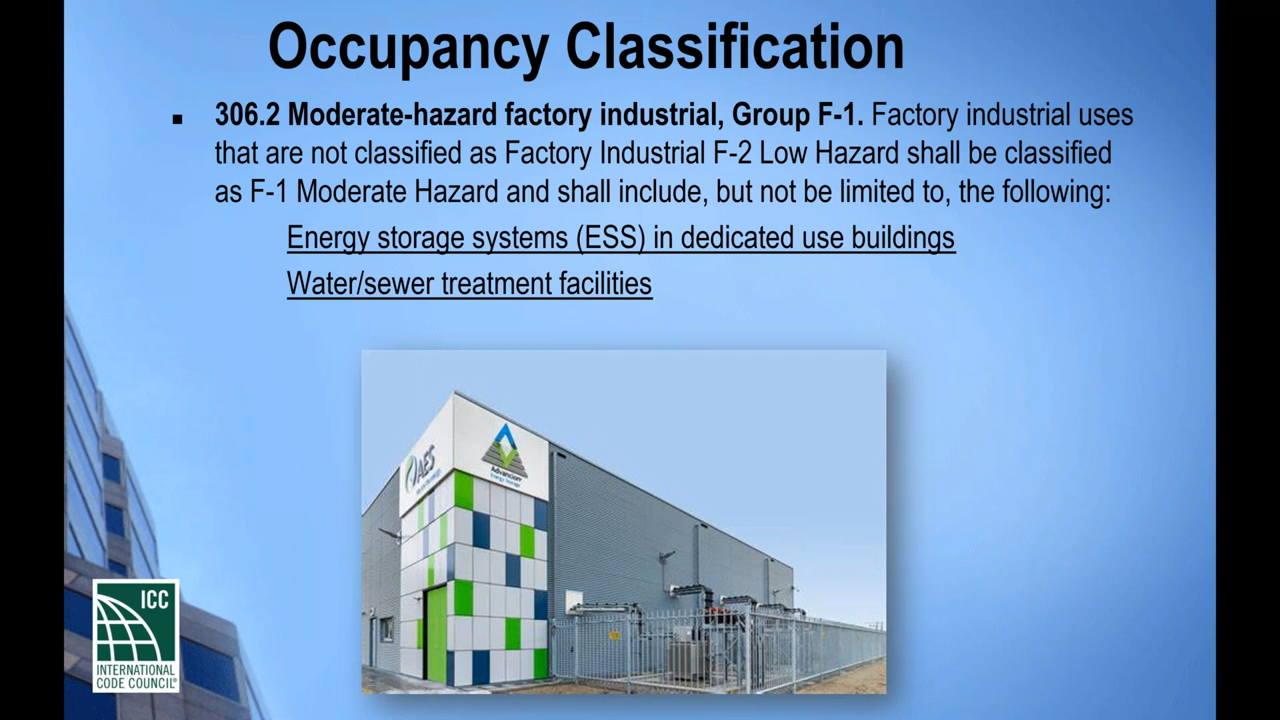 Occupancy Classification
▪ 306.2 Moderate-hazard factory industrial, Group F-1. Factory industrial uses
that are not classified as Factory Industrial F-2 Low Hazard shall be classified
as F-1 Moderate Hazard and shall include, but not be limited to, the following:
Energy storage systems (ESS) in dedicated use buildings
Water/sewer treatment facilities
AES
Advancion
Energy Storage
ICC
INTERNATIONAL
CODE COUNCIL®